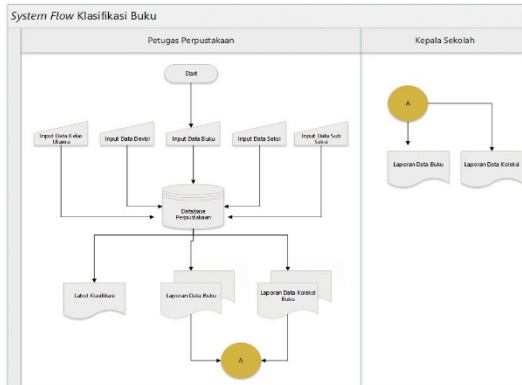 System Flow Klasifikasi Buku
Petugas Perpustakaan
Kepala Sekolah
Start
Input Data Kelas
Utama
Input Data Devisi
Input Data Buku
Input Data Seksi
Input Data Sub
Seksi
Database
Perpustakaan
Label Klasifikasi
Laporan Data Buku
Laporan Data Koleksi
Buku
A
A
Laporan Data Buku
Laporan Data Koleksi